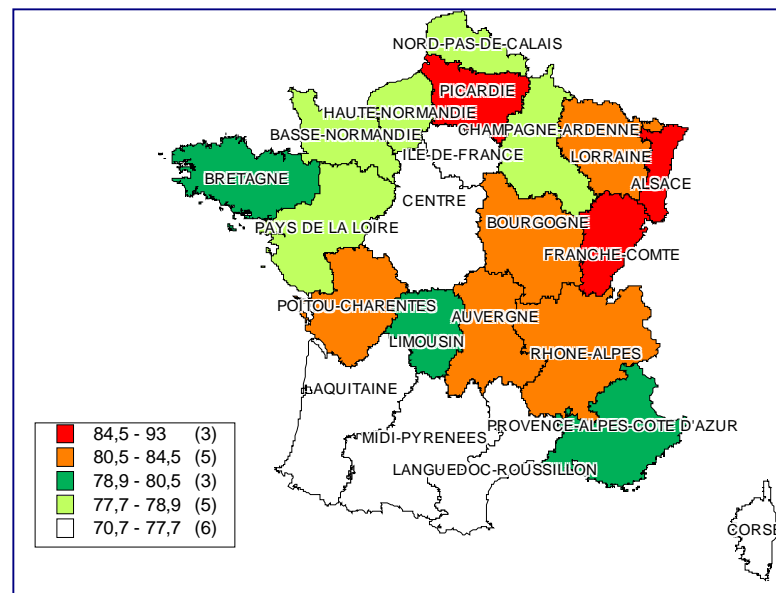 NORD-PAS-DE-CALAIS
PICARDIE
HAUTE-NORMANDIE
BASSE-NORMANDIE
CHAMPAGNE-ARDENNE
ILE-DE-FRANCE
LORRAINE
ALSACE
BRETAGNE
CENTRE
PAYS DE LA LOIRE
BOURGOGNE
FRANCHE-COMTE
POITOU-CHARENTES
AUVERGNE
LIMOUSIN
RHONE-ALPES
AQUITAINE
PROVENCE-ALPES-COTE D'AZUR
MIDI-PYRENEES
LANGUEDOC-ROUSSILLON
CORSE
84,5 - 93 (3)
80,5 - 84,5 (5)
78,9 - 80,5 (3)
77,7 - 78,9 (5)
70,7 - 77,7 (6)